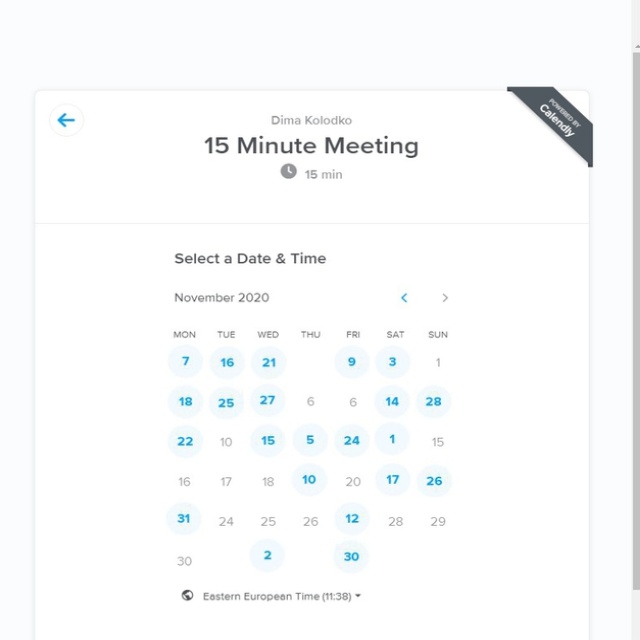 POWERED BY
Calendly
Dima Kolodko
15 Minute Meeting
15 min
Select a Date & Time
November 2020
MON TUE WED THU FRI SAT SUN
7 16 21 9 3 1
18 25 27 6 6 14 28
22 10 15 5 24 1 15
16 17 18 10 20 17 26
31 24 25 26 12 28 29
30 2 30
Eastern European Time (11:38)